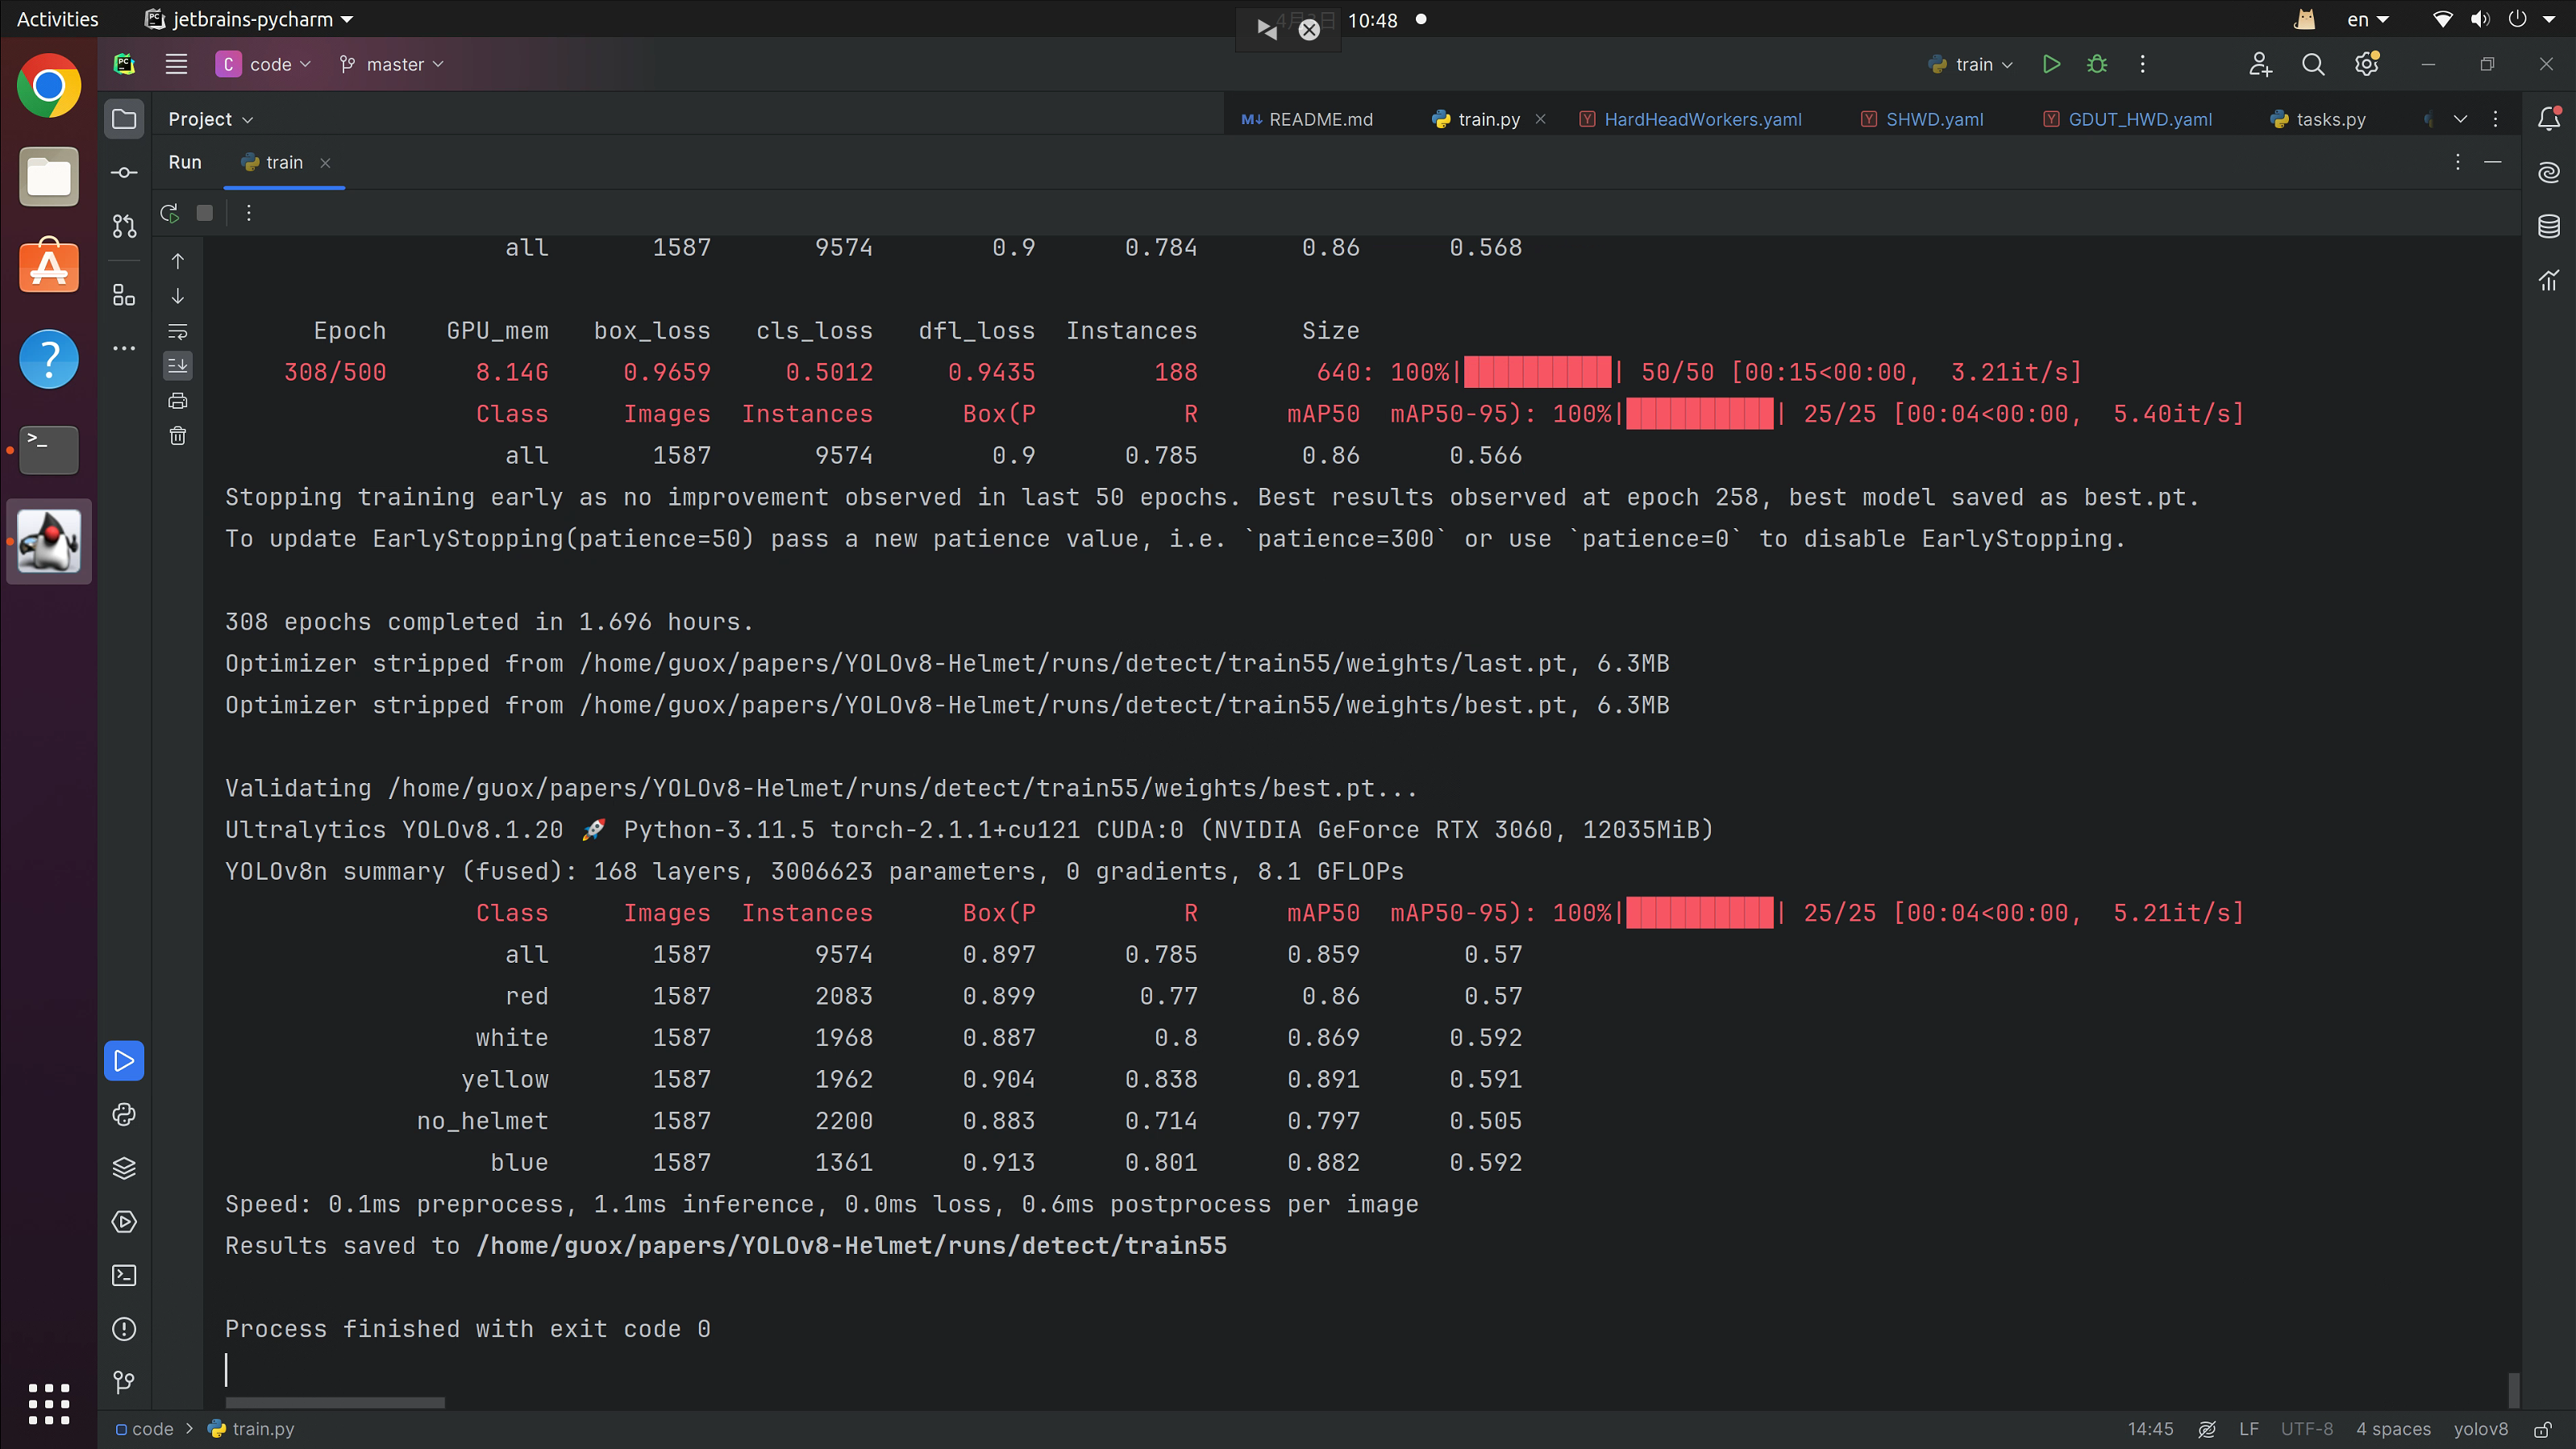 Activities jetbrains-pycharm 10:48 en
code master train
Project README.md train.py HardHeadWorkers.yaml SHWD.yaml GDUT_HWD.yaml tasks.py
Run train
all 1587 9574 0.9 0.784 0.86 0.568
Epoch GPU_mem box_loss cls_loss dfl_loss Instances Size
308/500 8.14G 0.9659 0.5012 0.9435 188 640: 100%|██████████| 50/50 [00:15<00:00, 3.21it/s]
Class Images Instances Box(P R mAP50 mAP50-95): 100%|██████████| 25/25 [00:04<00:00, 5.40it/s]
all 1587 9574 0.9 0.785 0.86 0.566
Stopping training early as no improvement observed in last 50 epochs. Best results observed at epoch 258, best model saved as best.pt.
To update EarlyStopping(patience=50) pass a new patience value, i.e. `patience=300` or use `patience=0` to disable EarlyStopping.
308 epochs completed in 1.696 hours.
Optimizer stripped from /home/guox/papers/YOLOv8-Helmet/runs/detect/train55/weights/last.pt, 6.3MB
Optimizer stripped from /home/guox/papers/YOLOv8-Helmet/runs/detect/train55/weights/best.pt, 6.3MB
Validating /home/guox/papers/YOLOv8-Helmet/runs/detect/train55/weights/best.pt...
Ultralytics YOLOv8.1.20 🚀 Python-3.11.5 torch-2.1.1+cu121 CUDA:0 (NVIDIA GeForce RTX 3060, 12035MiB)
YOLOv8n summary (fused): 168 layers, 3006623 parameters, 0 gradients, 8.1 GFLOPs
Class Images Instances Box(P R mAP50 mAP50-95): 100%|██████████| 25/25 [00:04<00:00, 5.21it/s]
all 1587 9574 0.897 0.785 0.859 0.57
red 1587 2083 0.899 0.77 0.86 0.57
white 1587 1968 0.887 0.8 0.869 0.592
yellow 1587 1962 0.904 0.838 0.891 0.591
no_helmet 1587 2200 0.883 0.714 0.797 0.505
blue 1587 1361 0.913 0.801 0.882 0.592
Speed: 0.1ms preprocess, 1.1ms inference, 0.0ms loss, 0.6ms postprocess per image
Results saved to /home/guox/papers/YOLOv8-Helmet/runs/detect/train55
Process finished with exit code 0
code > train.py 14:45 LF UTF-8 4 spaces yolov8